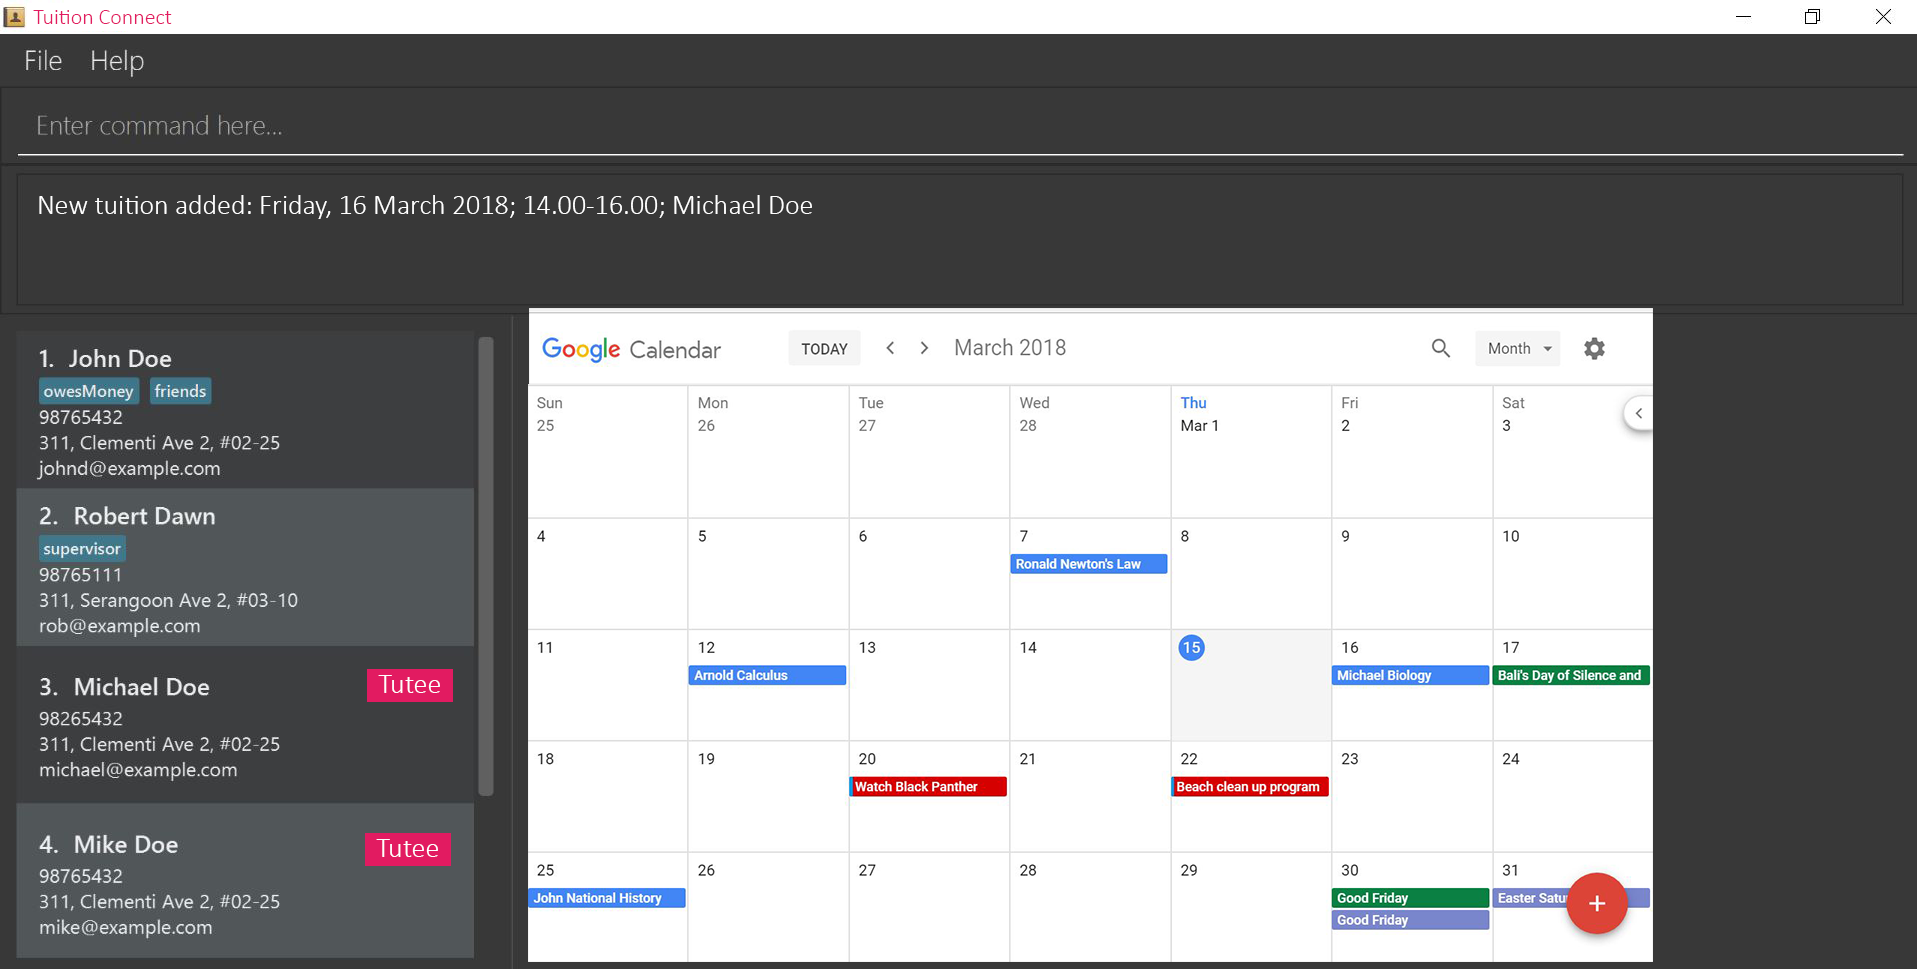 Tuition Connect
File Help
Enter command here...
New tuition added: Friday, 16 March 2018; 14.00-16.00; Michael Doe
1. John Doe
owesMoney friends
98765432
311, Clementi Ave 2, #02-25
johnd@example.com
2. Robert Dawn
supervisor
98765111
311, Serangoon Ave 2, #03-10
rob@example.com
3. Michael Doe Tutee
98265432
311, Clementi Ave 2, #02-25
michael@example.com
4. Mike Doe Tutee
98765432
311, Clementi Ave 2, #02-25
mike@example.com
Google Calendar TODAY March 2018 Month
Sun Mon Tue Wed Thu Fri Sat
25 26 27 28 Mar 1 2 3
4 5 6 7 8 9 10
Ronald Newton's Law
11 12 13 14 15 16 17
Arnold Calculus Michael Biology Bali's Day of Silence and
18 19 20 21 22 23 24
Watch Black Panther Beach clean up program
25 26 27 28 29 30 31
John National History Good Friday Easter
Good Friday